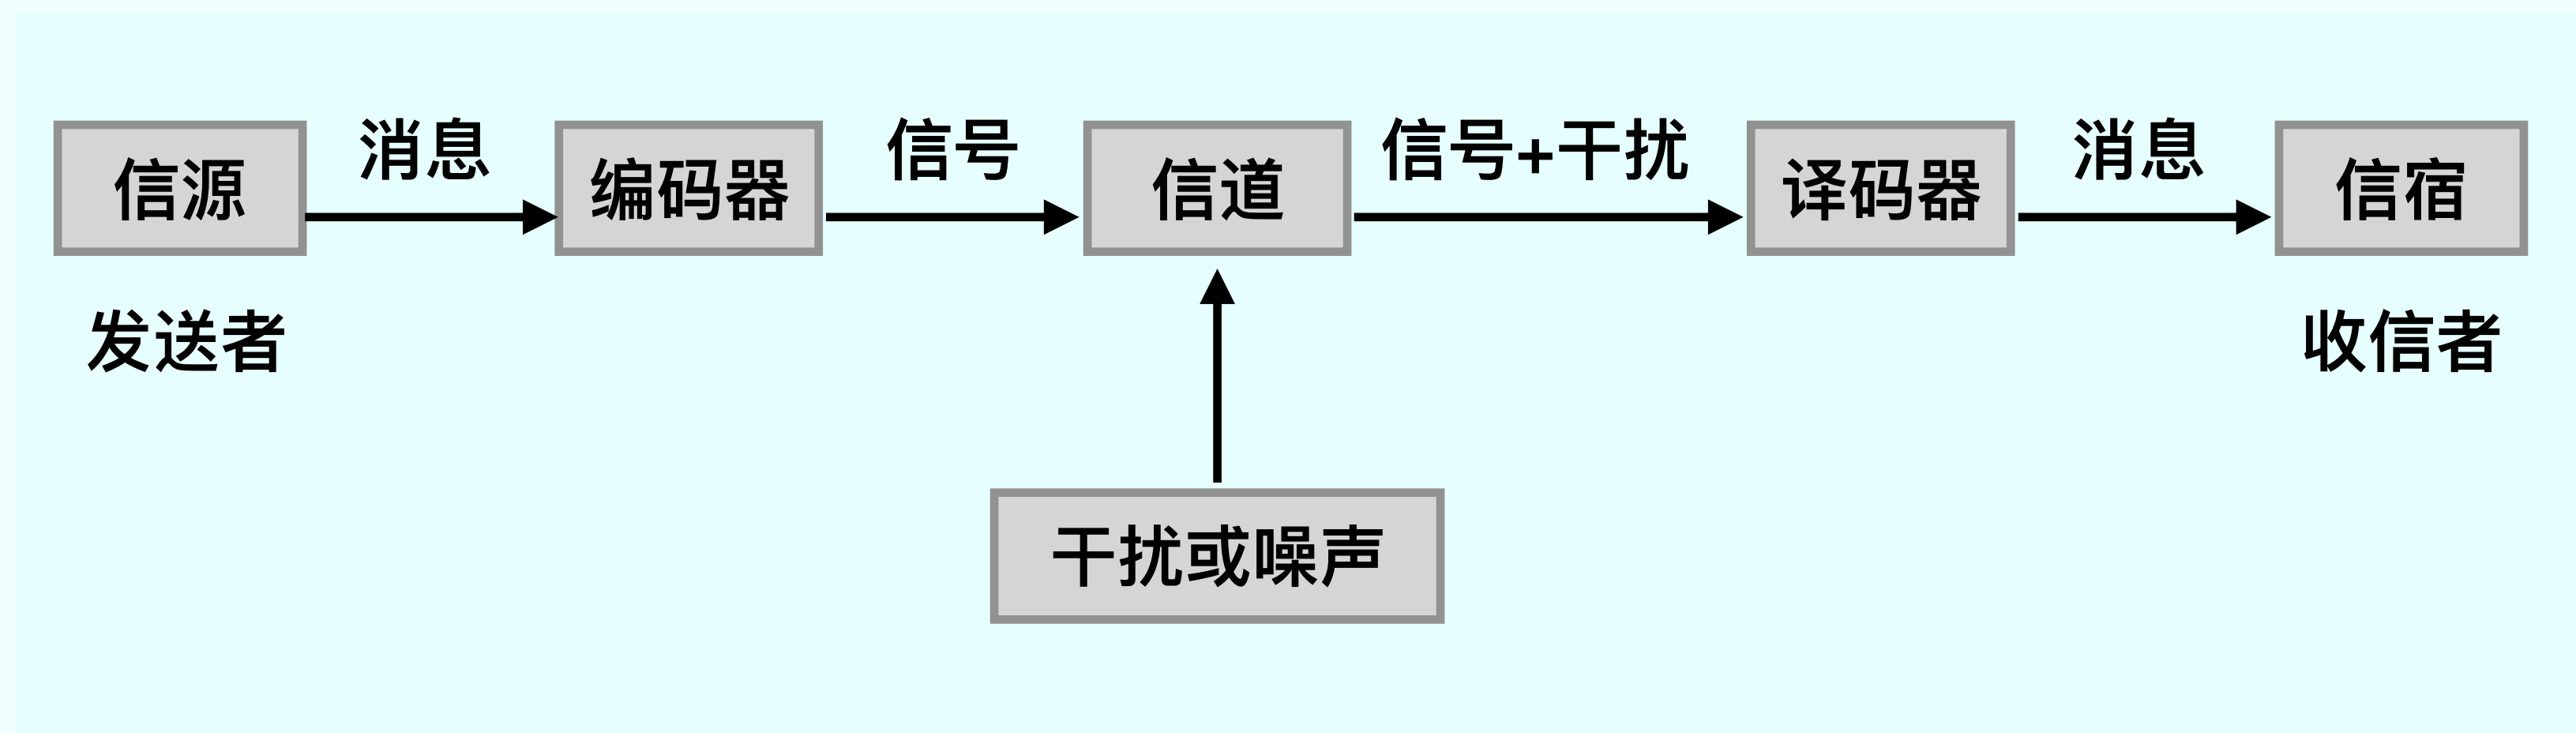 信源
消息
编码器
信号
信道
信号+干扰
译码器
消息
信宿
发送者
收信者
干扰或噪声